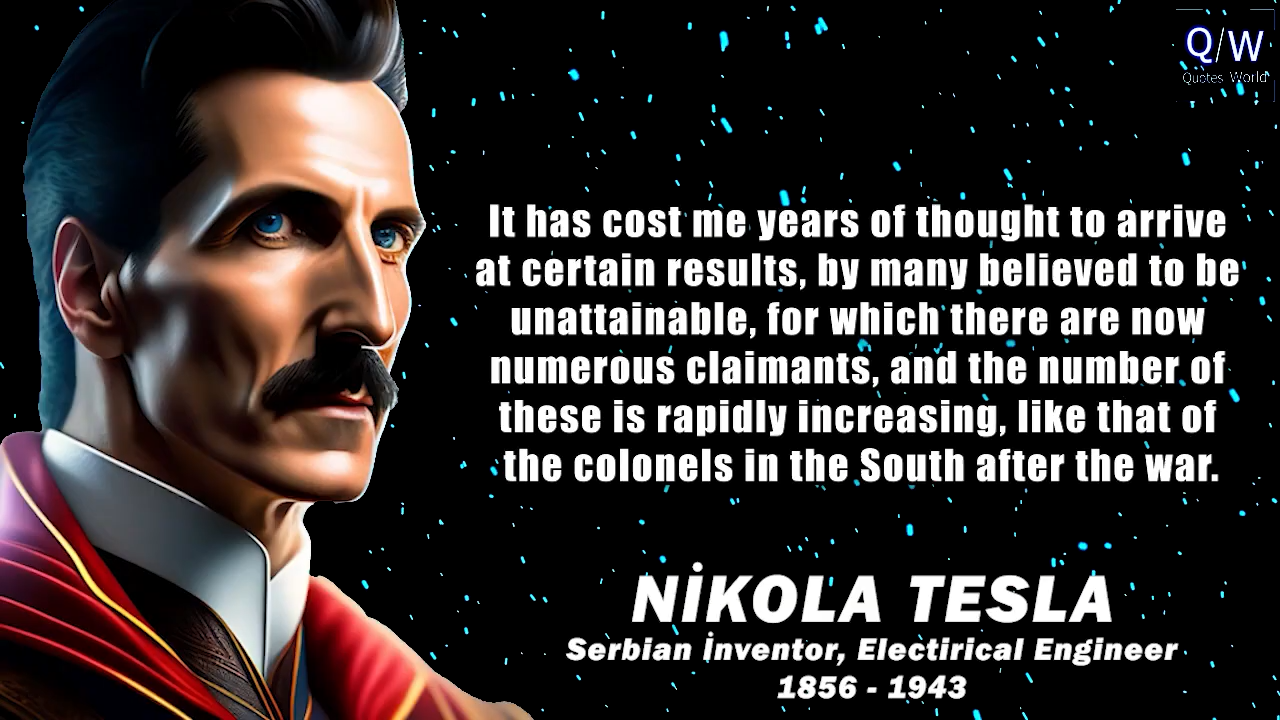 Q/W
Quotes World
It has cost me years of thought to arrive
at certain results, by many believed to be
unattainable, for which there are now
numerous claimants, and the number of
these is rapidly increasing, like that of
the colonels in the South after the war.
NİKOLA TESLA
Serbian İnventor, Electirical Engineer
1856 - 1943